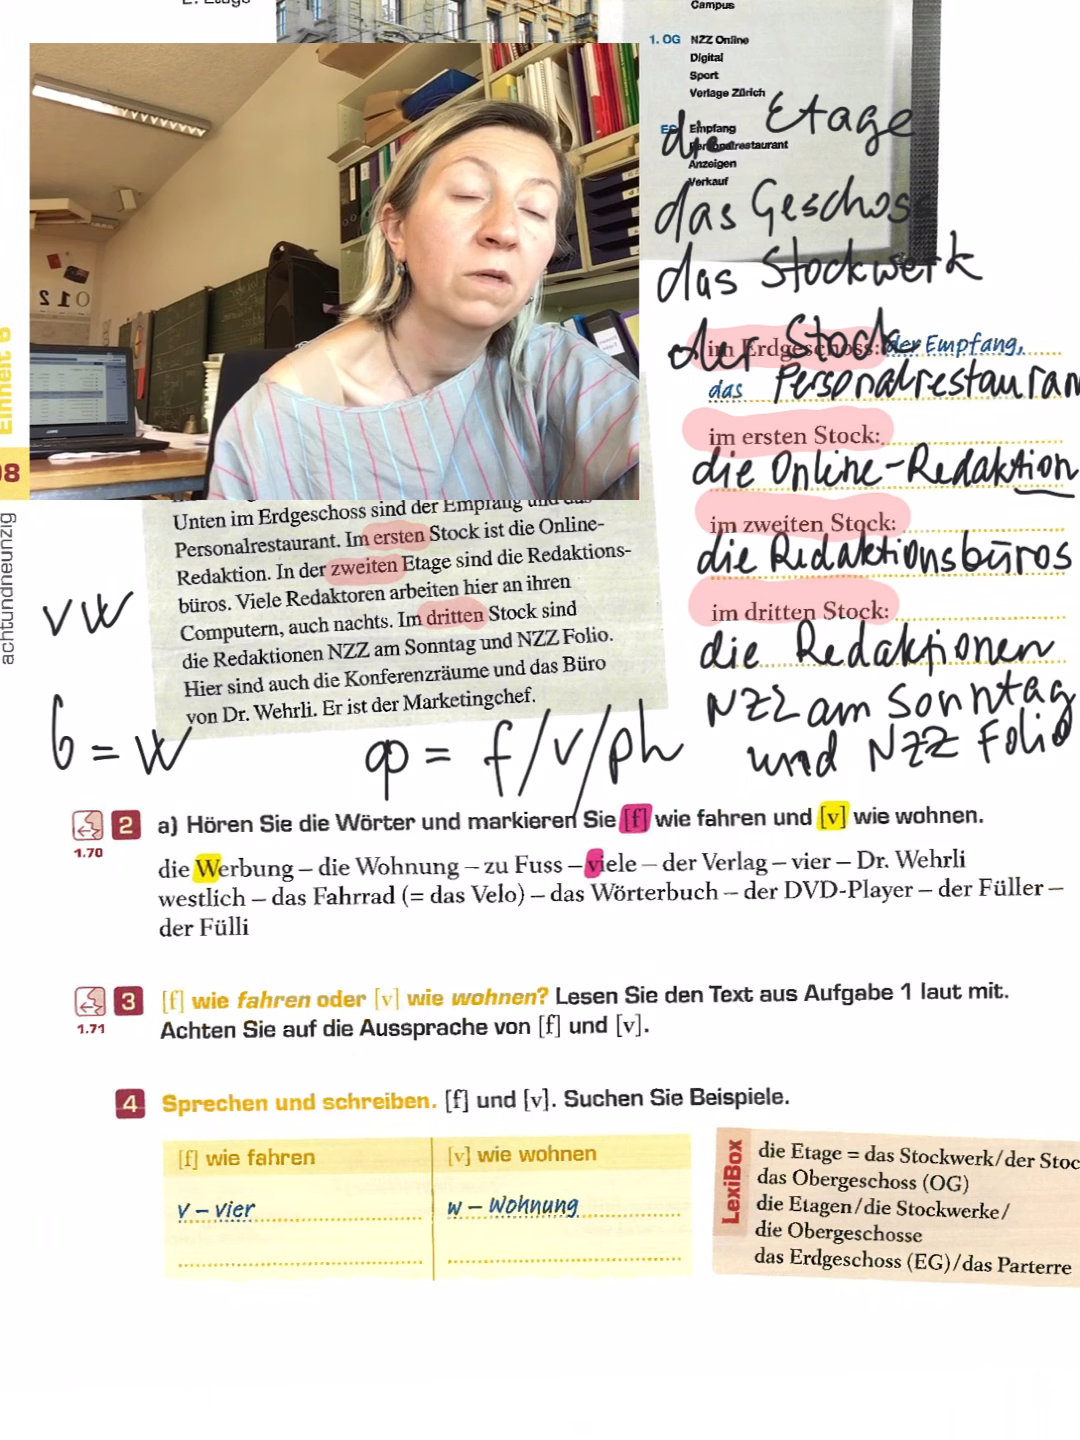 2. Etage
Campus
1. OG NZZ Online
Digital
Sport
Verlage Zürich
EG Empfang
Personalrestaurant
Anzeigen
Verkauf
die Etage
das Geschos
das Stockwerk
der Stock
im Erdgeschoss: der Empfang,
das Personalrestauran
im ersten Stock:
die Online-Redaktion
im zweiten Stock:
die Redaktionsbüros
im dritten Stock:
die Redaktionen
NZZ am Sonntag
und NZZ Folio
Einheit 6
98
achtundneunzig
Unten im Erdgeschoss sind der Empfang und das
Personalrestaurant. Im ersten Stock ist die Online-
Redaktion. In der zweiten Etage sind die Redaktions-
büros. Viele Redaktoren arbeiten hier an ihren
Computern, auch nachts. Im dritten Stock sind
die Redaktionen NZZ am Sonntag und NZZ Folio.
Hier sind auch die Konferenzräume und das Büro
von Dr. Wehrli. Er ist der Marketingchef.
v w
в = w
ф = f/v/ph
2 a) Hören Sie die Wörter und markieren Sie [f] wie fahren und [v] wie wohnen.
1.70
die Werbung – die Wohnung – zu Fuss – viele – der Verlag – vier – Dr. Wehrli
westlich – das Fahrrad (= das Velo) – das Wörterbuch – der DVD-Player – der Füller –
der Fülli
3 [f] wie fahren oder [v] wie wohnen? Lesen Sie den Text aus Aufgabe 1 laut mit.
1.71 Achten Sie auf die Aussprache von [f] und [v].
4 Sprechen und schreiben. [f] und [v]. Suchen Sie Beispiele.
[f] wie fahren [v] wie wohnen
v – vier w – Wohnung
LexiBox
die Etage = das Stockwerk/der Stoc
das Obergeschoss (OG)
die Etagen/die Stockwerke/
die Obergeschosse
das Erdgeschoss (EG)/das Parterre